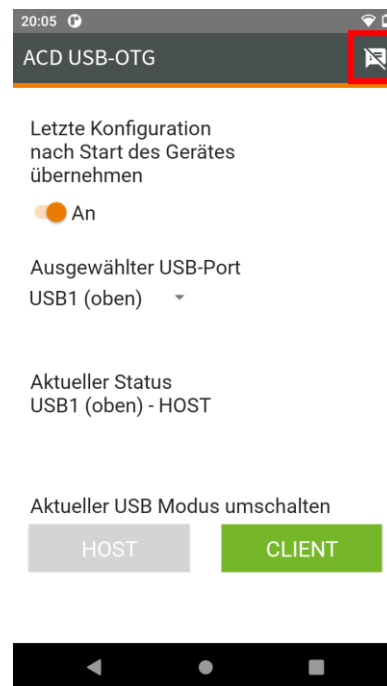 20:05
ACD USB-OTG
Letzte Konfiguration
nach Start des Gerätes
übernehmen
An
Ausgewählter USB-Port
USB1 (oben)
Aktueller Status
USB1 (oben) - HOST
Aktueller USB Modus umschalten
HOST
CLIENT